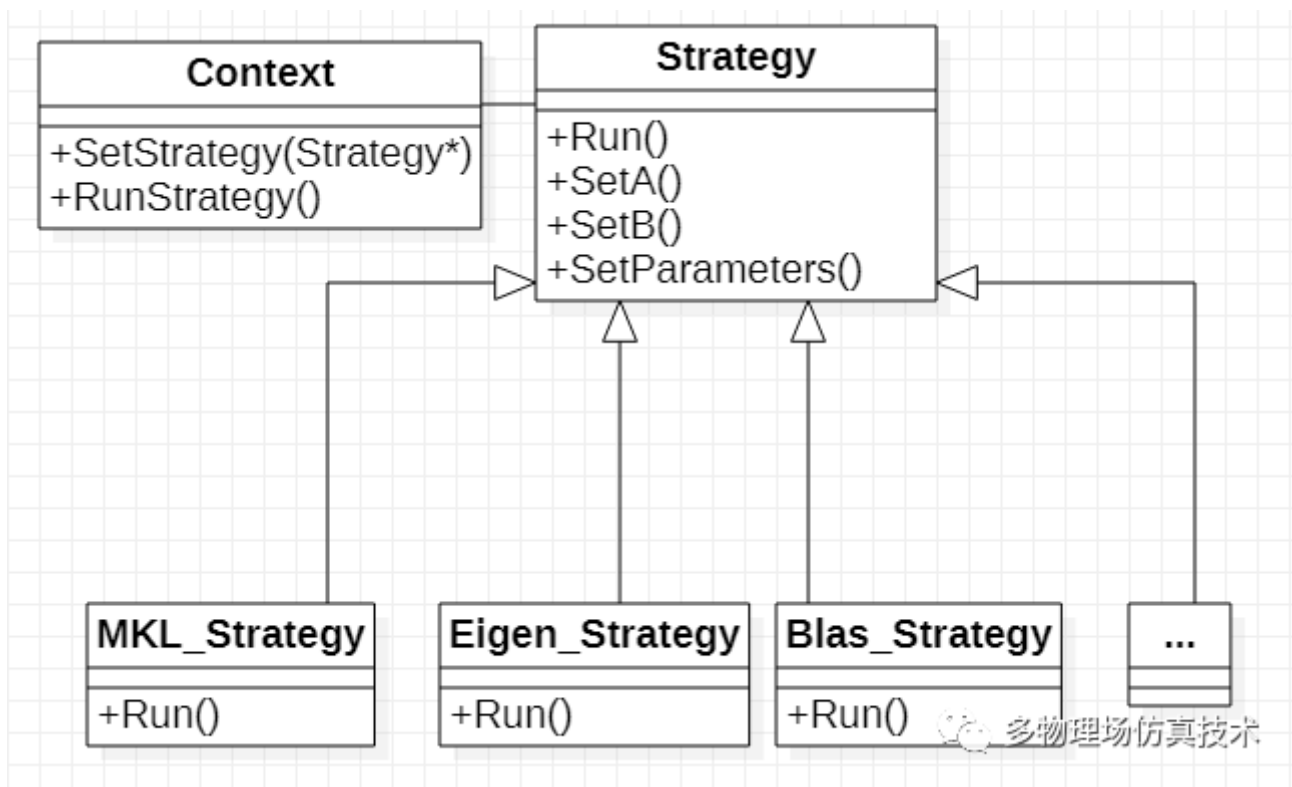 Context
+SetStrategy(Strategy*)
+RunStrategy()
Strategy
+Run()
+SetA()
+SetB()
+SetParameters()
MKL_Strategy
+Run()
Eigen_Strategy
+Run()
Blas_Strategy
+Run()
...
多物理场仿真技术